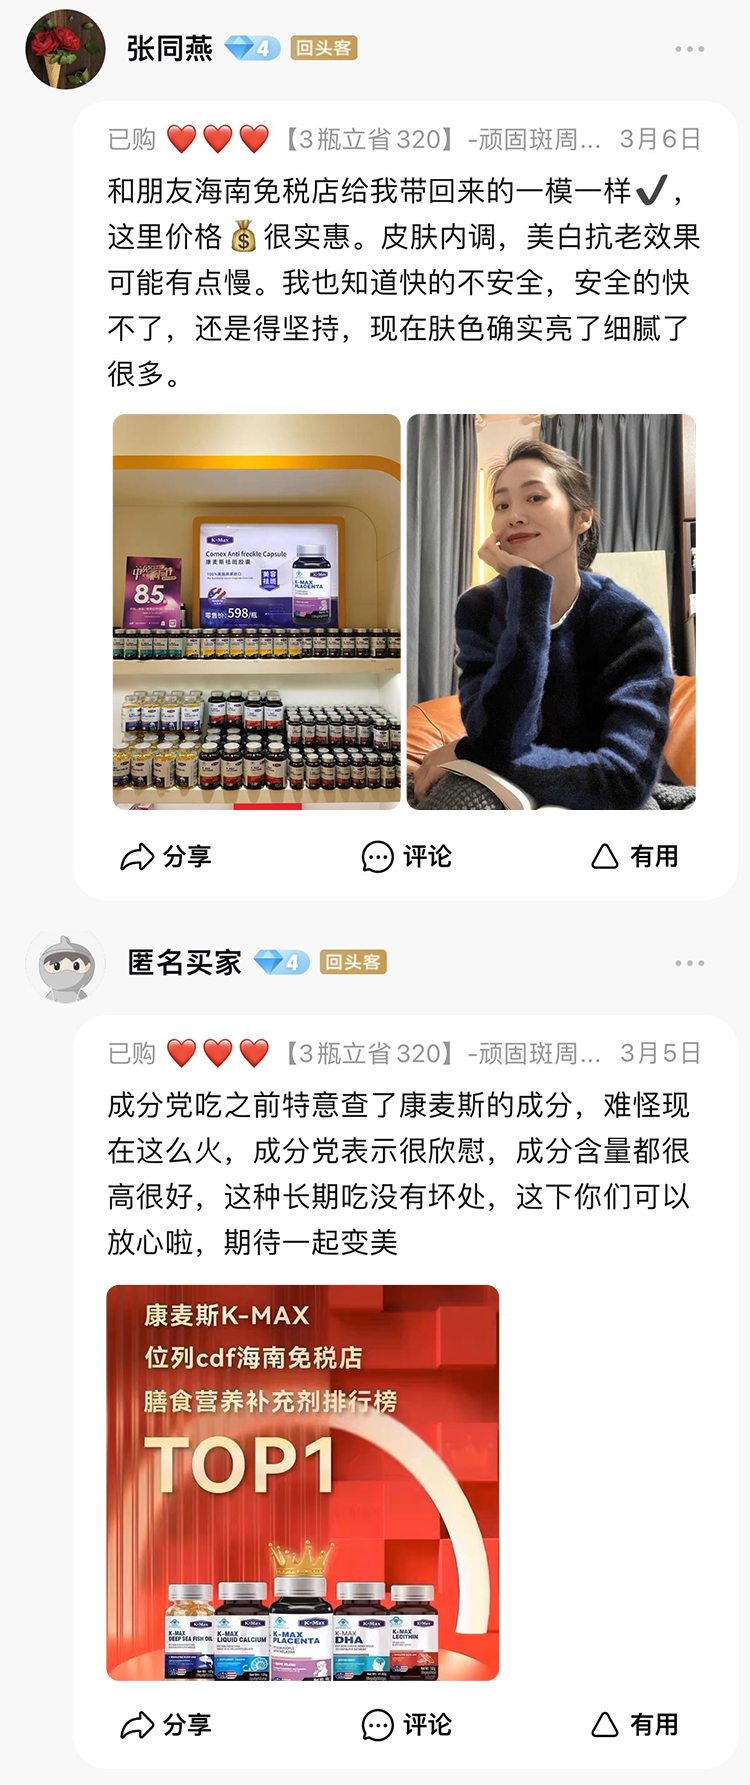 张同燕 4 回头客
已购 ❤️❤️❤️【3瓶立省320】-顽固斑周... 3月6日
和朋友海南免税店给我带回来的一模一样✔️,
这里价格💰很实惠。皮肤内调，美白抗老效果
可能有点慢。我也知道快的不安全，安全的快
不了，还是得坚持，现在肤色确实亮了细腻了
很多。
K-Max
Comex Anti freckle Capsule
康麦斯祛斑胶囊
美容
祛斑
零售价:598/瓶
8.5
K-Max
K-MAX
PLACENTA
分享 评论 有用
匿名买家 4 回头客
已购 ❤️❤️❤️【3瓶立省320】-顽固斑周... 3月5日
成分党吃之前特意查了康麦斯的成分，难怪现
在这么火，成分党表示很欣慰，成分含量都很
高很好，这种长期吃没有坏处，这下你们可以
放心啦，期待一起变美
康麦斯K-MAX
位列cdf海南免税店
膳食营养补充剂排行榜
TOP1
K-Max
K-MAX
DEEP SEA FISH OIL
K-Max
K-MAX
LIQUID CALCIUM
K-Max
K-MAX
PLACENTA
K-Max
K-MAX
DHA
K-Max
K-MAX
LECITHIN
分享 评论 有用